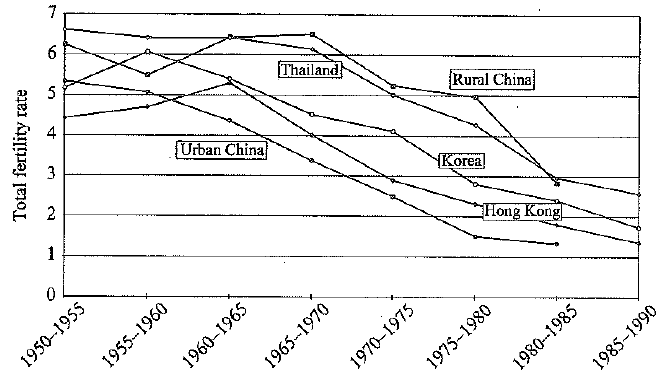 Total fertility rate
7
6
5
4
3
2
1
0
Thailand
Rural China
Urban China
Korea
Hong Kong
1950–1955
1955–1960
1960–1965
1965–1970
1970–1975
1975–1980
1980–1985
1985–1990